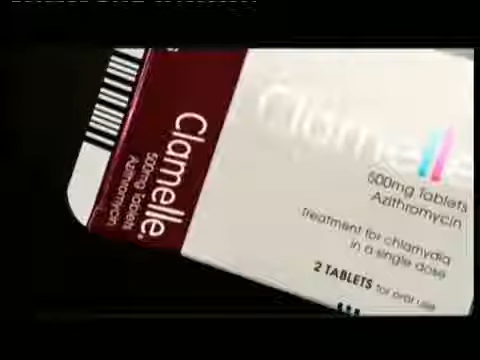 Clamelle®
500mg Tablets
Azithromycin
Clamelle
500mg Tablets
Azithromycin
treatment for chlamydia
in a single dose
2 TABLETS for oral use